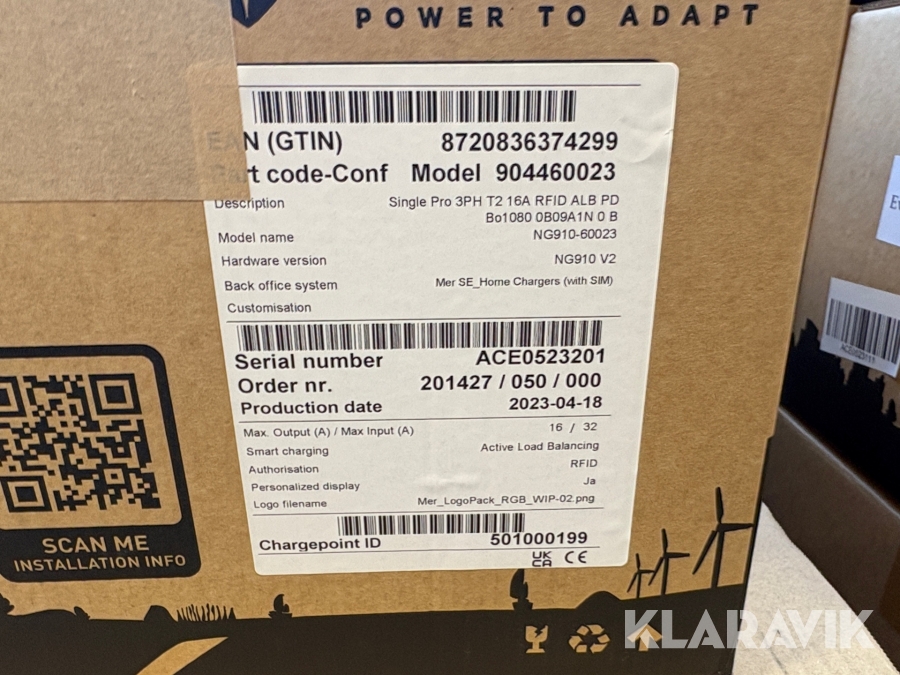 POWER TO ADAPT
EAN (GTIN) 8720836374299
Part code-Conf Model 904460023
Description Single Pro 3PH T2 16A RFID ALB PD
Bo1080 0B09A1N 0 B
Model name NG910-60023
Hardware version NG910 V2
Back office system Mer SE_Home Chargers (with SIM)
Customisation
Serial number ACE0523201
Order nr. 201427 / 050 / 000
Production date 2023-04-18
Max. Output (A) / Max Input (A) 16 / 32
Smart charging Active Load Balancing
Authorisation RFID
Personalized display Ja
Logo filename Mer_LogoPack_RGB_WIP-02.png
Chargepoint ID 501000199
UK CA CE
SCAN ME
INSTALLATION INFO
KLARAVIK